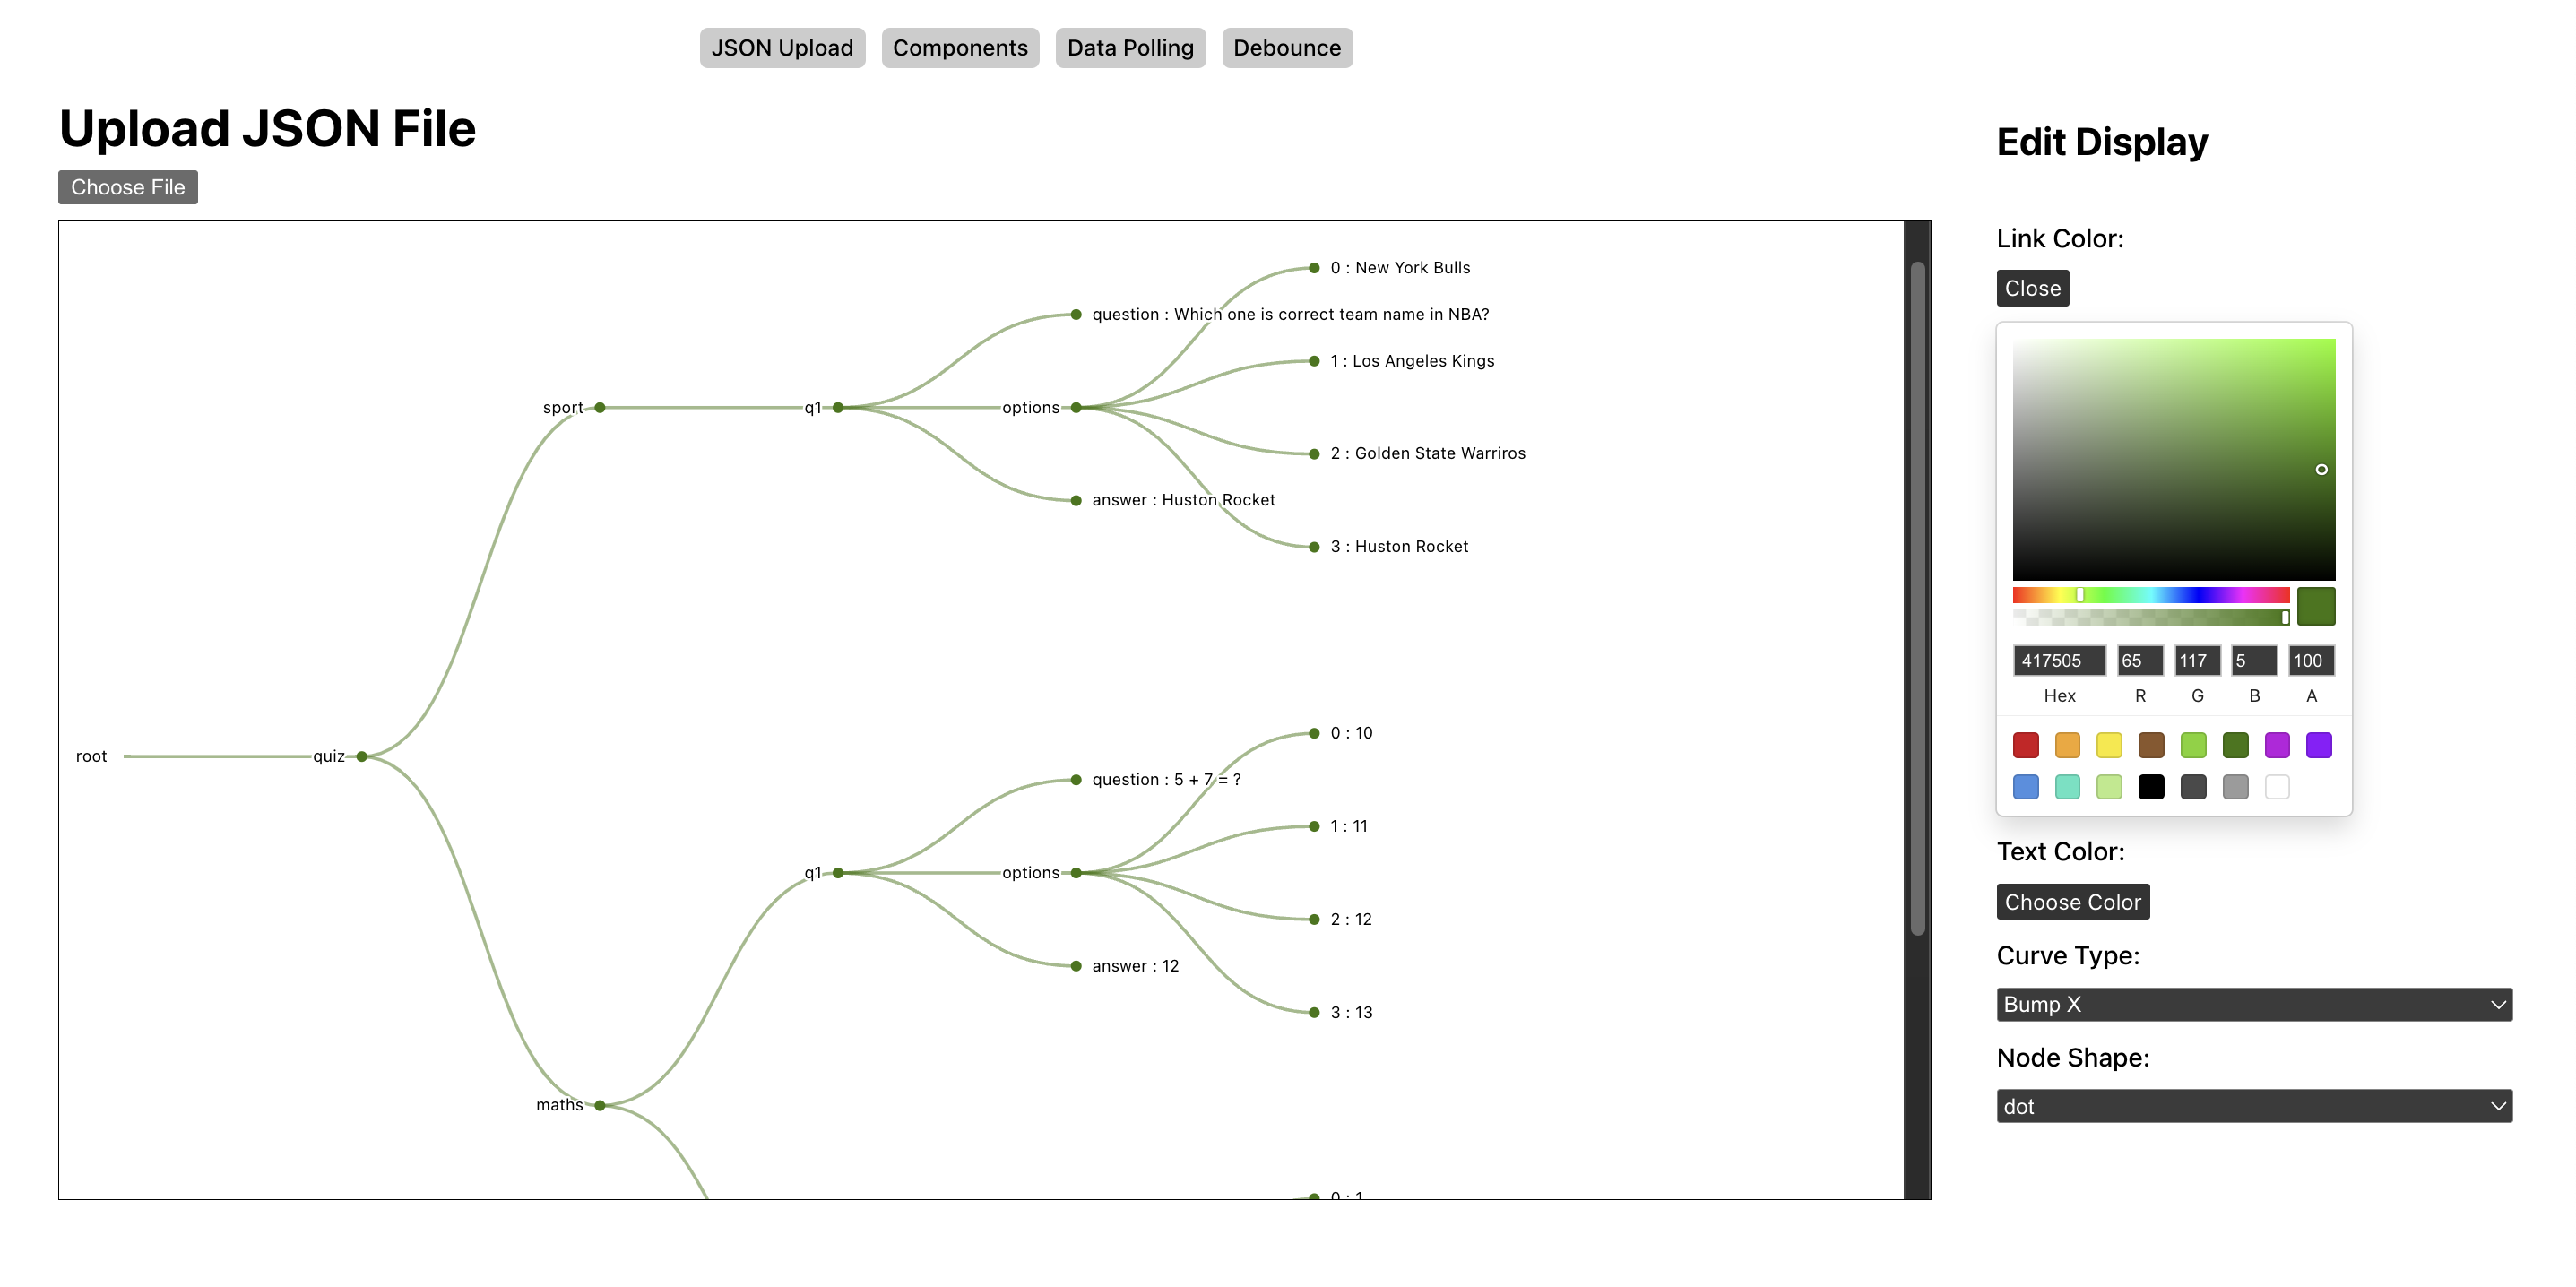 JSON Upload Components Data Polling Debounce
Upload JSON File
Choose File
0 : New York Bulls
question : Which one is correct team name in NBA?
1 : Los Angeles Kings
sport q1 options
2 : Golden State Warriros
answer : Huston Rocket
3 : Huston Rocket
0 : 10
root quiz
question : 5 + 7 = ?
1 : 11
q1 options
2 : 12
answer : 12
3 : 13
maths
0 : 1
Edit Display
Link Color:
Close
417505 65 117 5 100
Hex R G B A
Text Color:
Choose Color
Curve Type:
Bump X
Node Shape:
dot